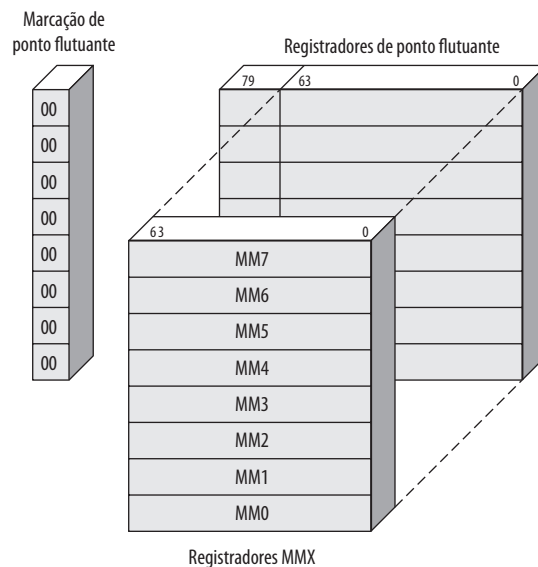 Marcação de
ponto flutuante
Registradores de ponto flutuante
79 63 0
00
00
00
00
00
00
00
00
63 0
MM7
MM6
MM5
MM4
MM3
MM2
MM1
MM0
Registradores MMX